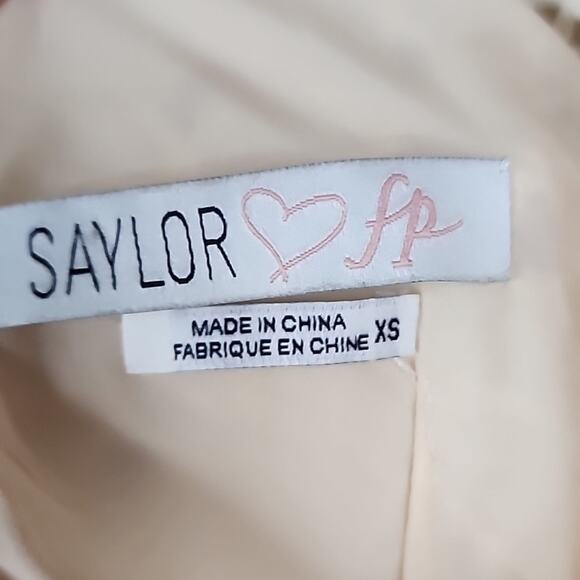 SAYLOR fp
MADE IN CHINA
FABRIQUE EN CHINE XS